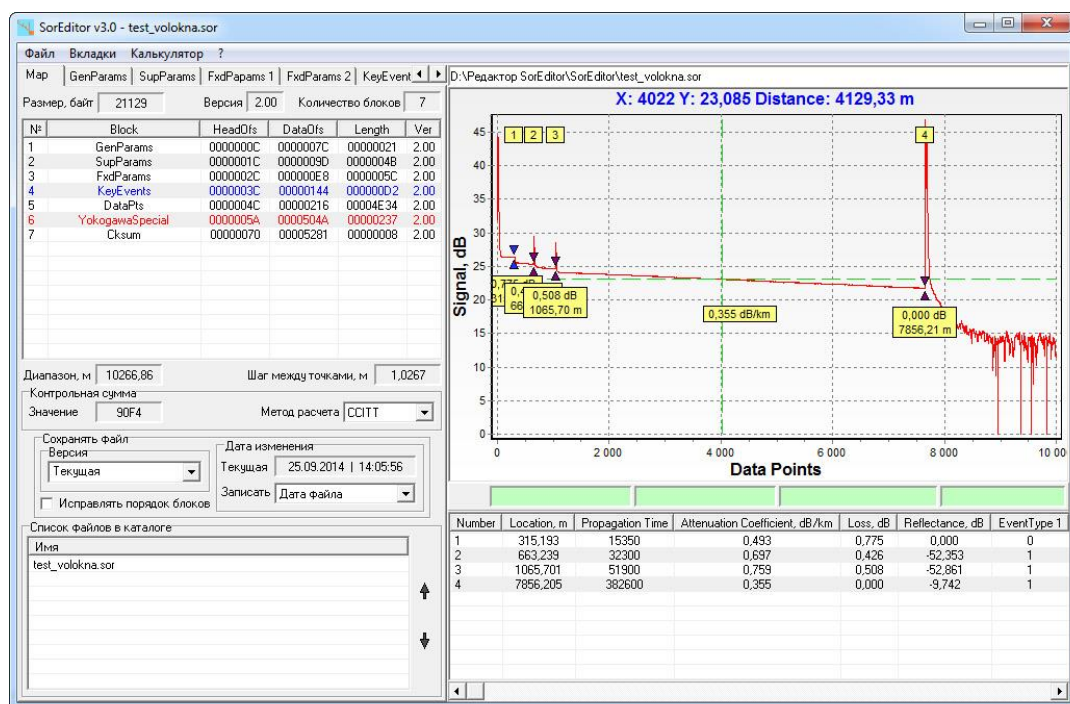 SorEditor v3.0 - test_volokna.sor
Файл Вкладки Калькулятор ?
Map GenParams SupParams FxdPapams 1 FxdParams 2 KeyEvent
Размер, байт 21129 Версия 2.00 Количество блоков 7
№ Block HeadOfs DataOfs Length Ver
1 GenParams 0000000C 0000007C 00000021 2.00
2 SupParams 0000001C 0000009D 0000004B 2.00
3 FxdParams 0000002C 000000E8 0000005C 2.00
4 KeyEvents 0000003C 00000144 000000D2 2.00
5 DataPts 0000004C 00000216 00004E34 2.00
6 YokogawaSpecial 0000005A 0000504A 00000237 2.00
7 Cksum 00000070 00005281 00000008 2.00
Диапазон, м 10266,86 Шаг между точками, м 1,0267
Контрольная сумма
Значение 90F4 Метод расчета CCITT
Сохранять файл
Версия
Текущая
Исправлять порядок блоков
Дата изменения
Текущая 25.09.2014 | 14:05:56
Записать Дата файла
Список файлов в каталоге
Имя
test_volokna.sor
D:\Редактор SorEditor\SorEditor\test_volokna.sor
X: 4022 Y: 23,085 Distance: 4129,33 m
Signal, dB
45
40
35
30
25
20
15
10
5
0
1 2 3 4
0,508 dB
1065,70 m
0,355 dB/km
0,000 dB
7856,21 m
0 2 000 4 000 6 000 8 000 10 00
Data Points
Number Location, m Propagation Time Attenuation Coefficient, dB/km Loss, dB Reflectance, dB EventType 1
1 315,193 15350 0,493 0,775 0,000 0
2 663,239 32300 0,697 0,426 -52,353 1
3 1065,701 51900 0,759 0,508 -52,861 1
4 7856,205 382600 0,355 0,000 -9,742 1